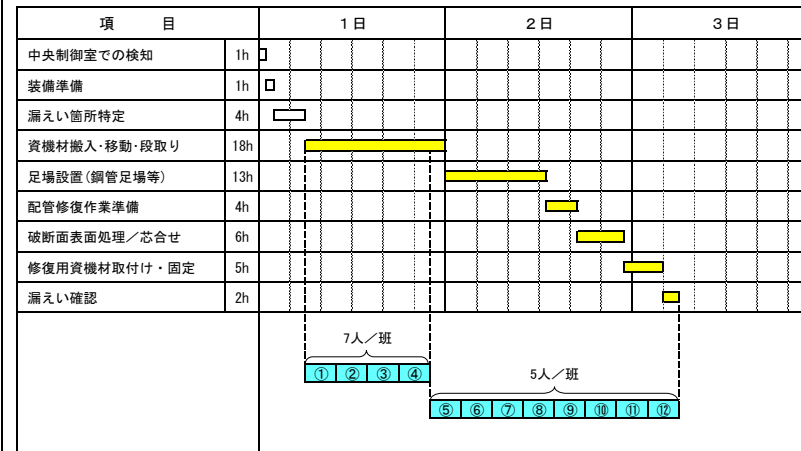 項 目 1日 2日 3日
中央制御室での検知 1h
装備準備 1h
漏えい箇所特定 4h
資機材搬入･移動･段取り 18h
足場設置(鋼管足場等) 13h
配管修復作業準備 4h
破断面表面処理／芯合せ 6h
修復用資機材取付け・固定 5h
漏えい確認 2h
7人／班
① ② ③ ④
5人／班
⑤ ⑥ ⑦ ⑧ ⑨ ⑩ ⑪ ⑫